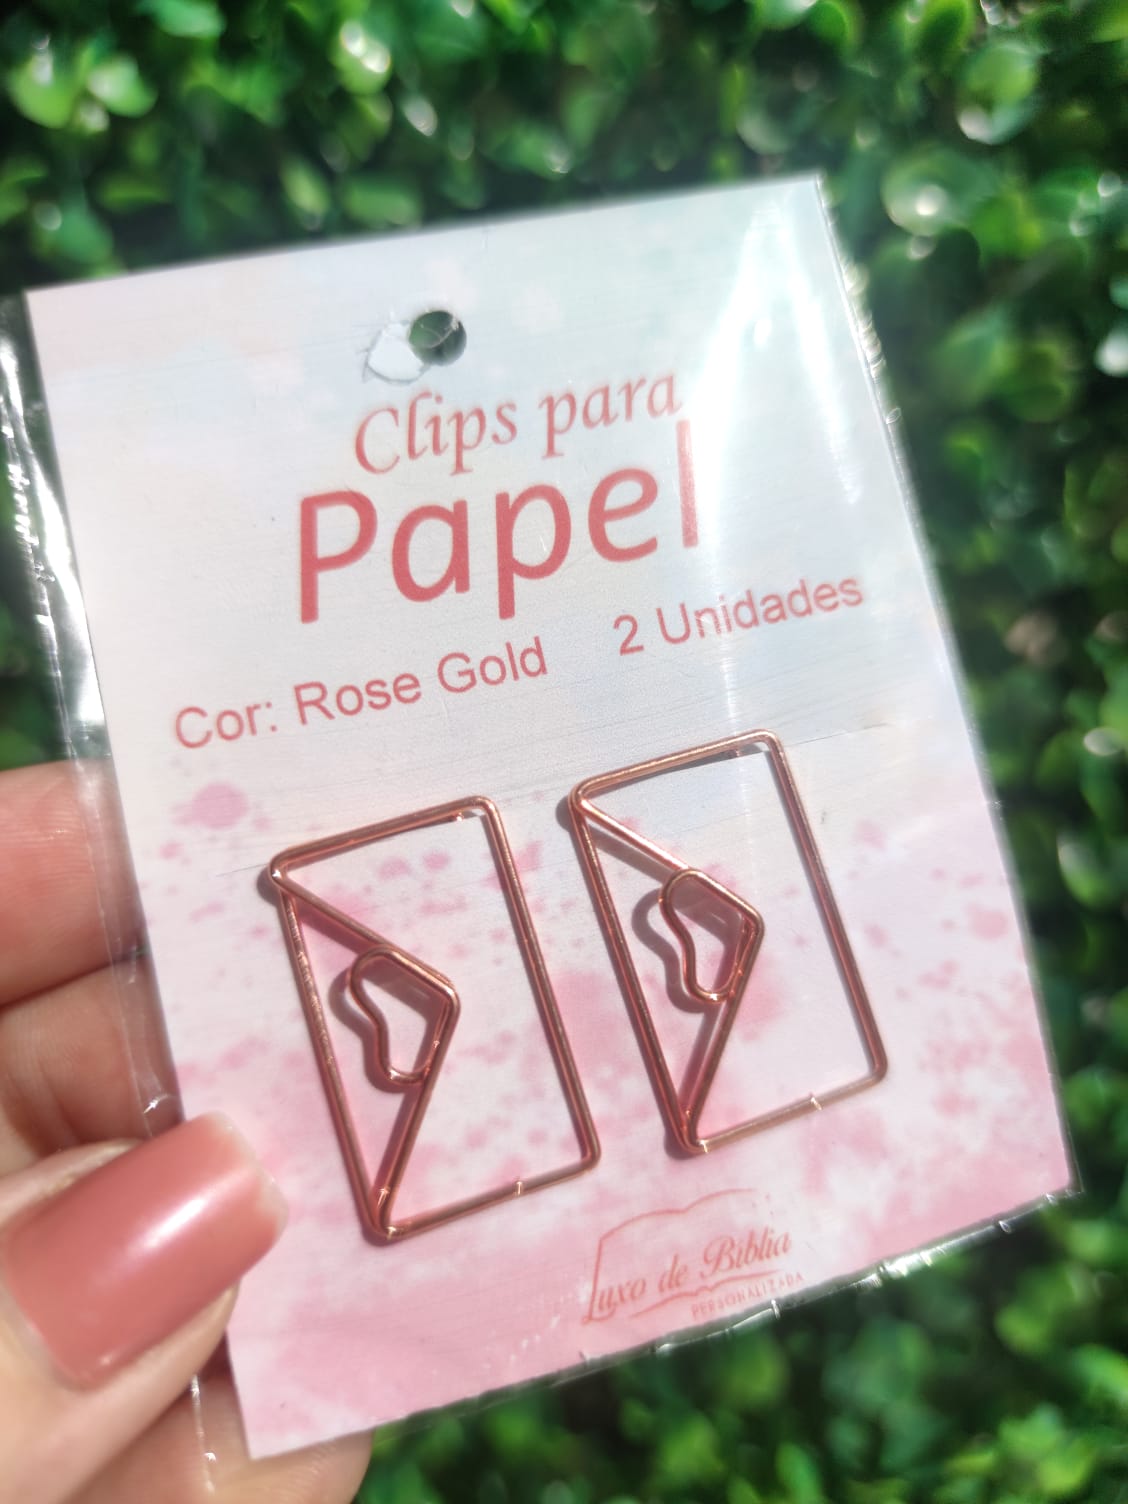 Clips para
Papel
Cor: Rose Gold 2 Unidades
Luxo de Bíblia
PERSONALIZADA